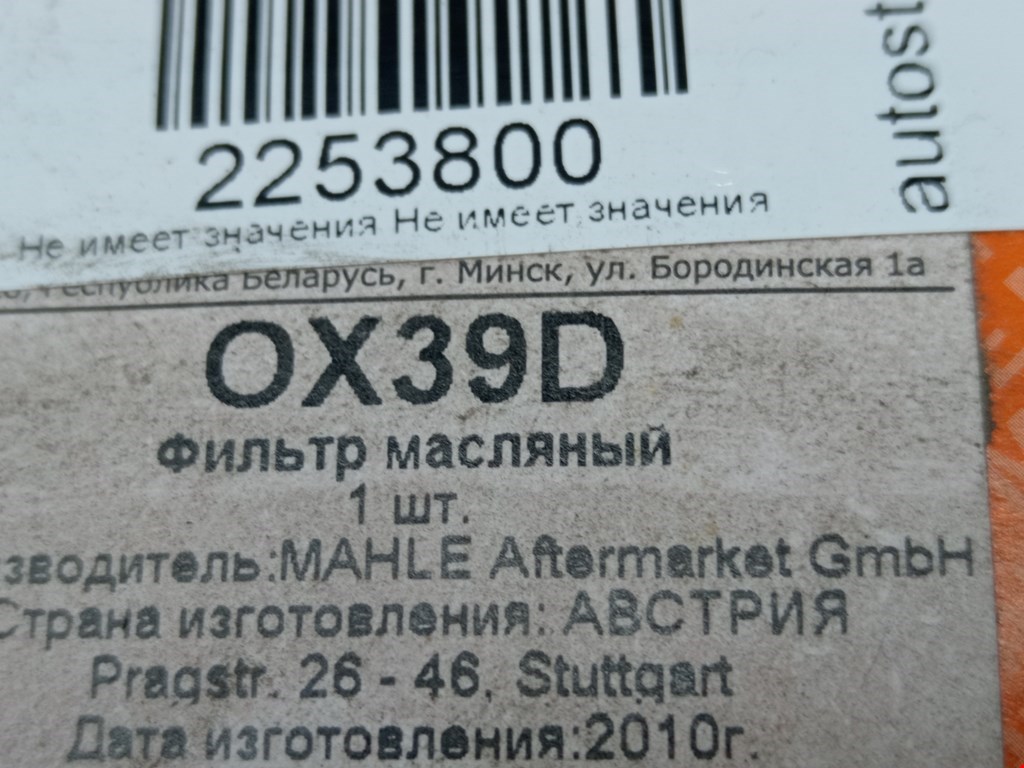 2253800
Не имеет значения Не имеет значения
autost
Республика Беларусь, г. Минск, ул. Бородинская 1а
OX39D
Фильтр масляный
1 шт.
зводитель:MAHLE Aftermarket GmbH
Страна изготовления: АВСТРИЯ
Pragstr. 26 - 46, Stuttgart
Дата изготовления:2010г.